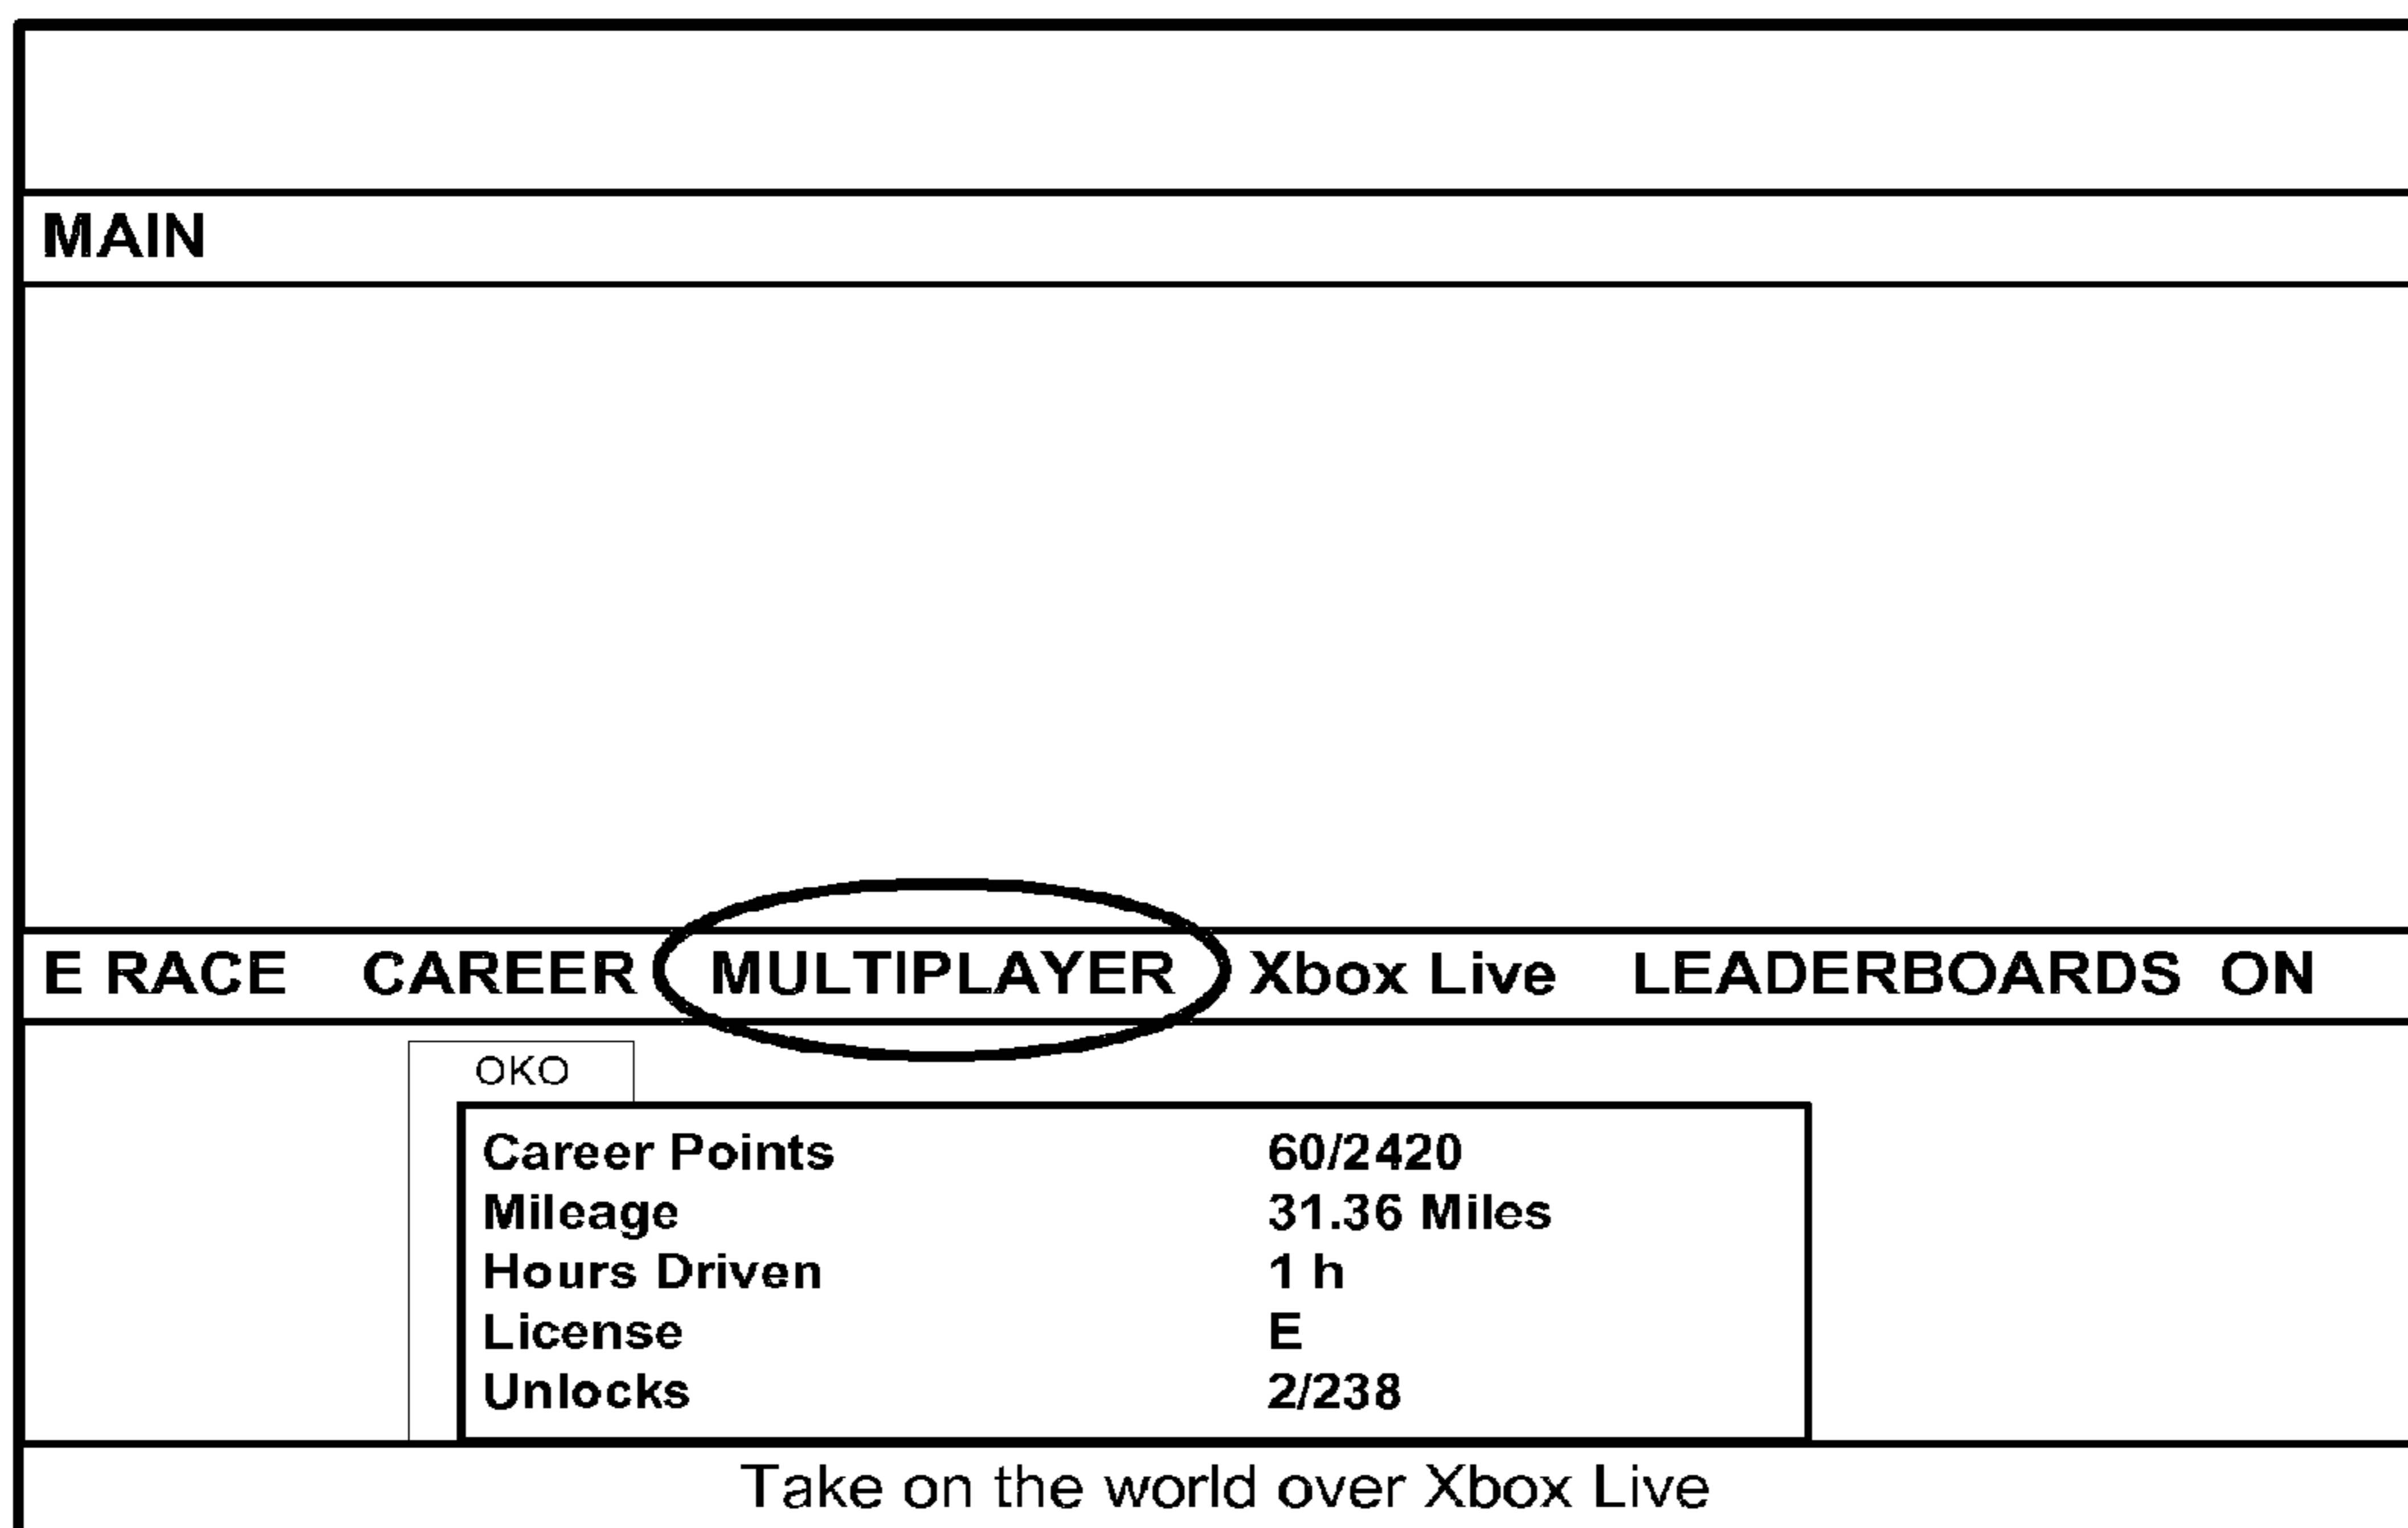 MAIN
E RACE CAREER MULTIPLAYER Xbox Live LEADERBOARDS ON
OKO
Career Points 60/2420
Mileage 31.36 Miles
Hours Driven 1 h
License E
Unlocks 2/238
Take on the world over Xbox Live